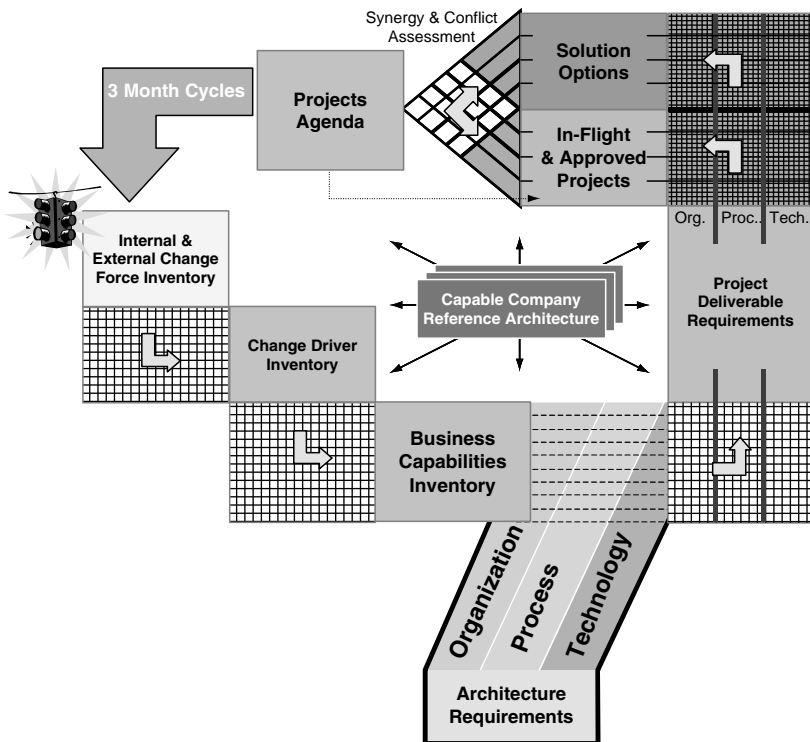 Synergy & Conflict
Assessment
3 Month Cycles
Projects
Agenda
Solution
Options
In-Flight
& Approved
Projects
Org.
Proc..
Tech.
Internal &
External Change
Force Inventory
Capable Company
Reference Architecture
Project
Deliverable
Requirements
Change Driver
Inventory
Business
Capabilities
Inventory
Organization
Process
Technology
Architecture
Requirements